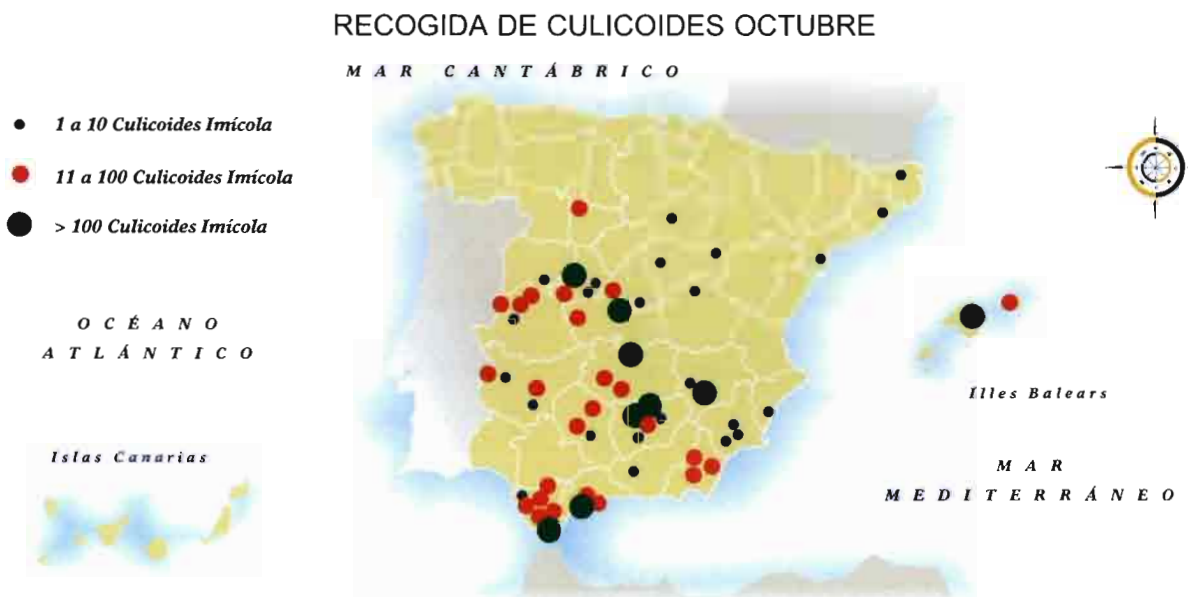 RECOGIDA DE CULICOIDES OCTUBRE
MAR CANTÁBRICO
1 a 10 Culicoides Imícola
11 a 100 Culicoides Imícola
> 100 Culicoides Imícola
OCÉANO
ATLÁNTICO
Illes Balears
Islas Canarias
MAR
MEDITERRÁNEO